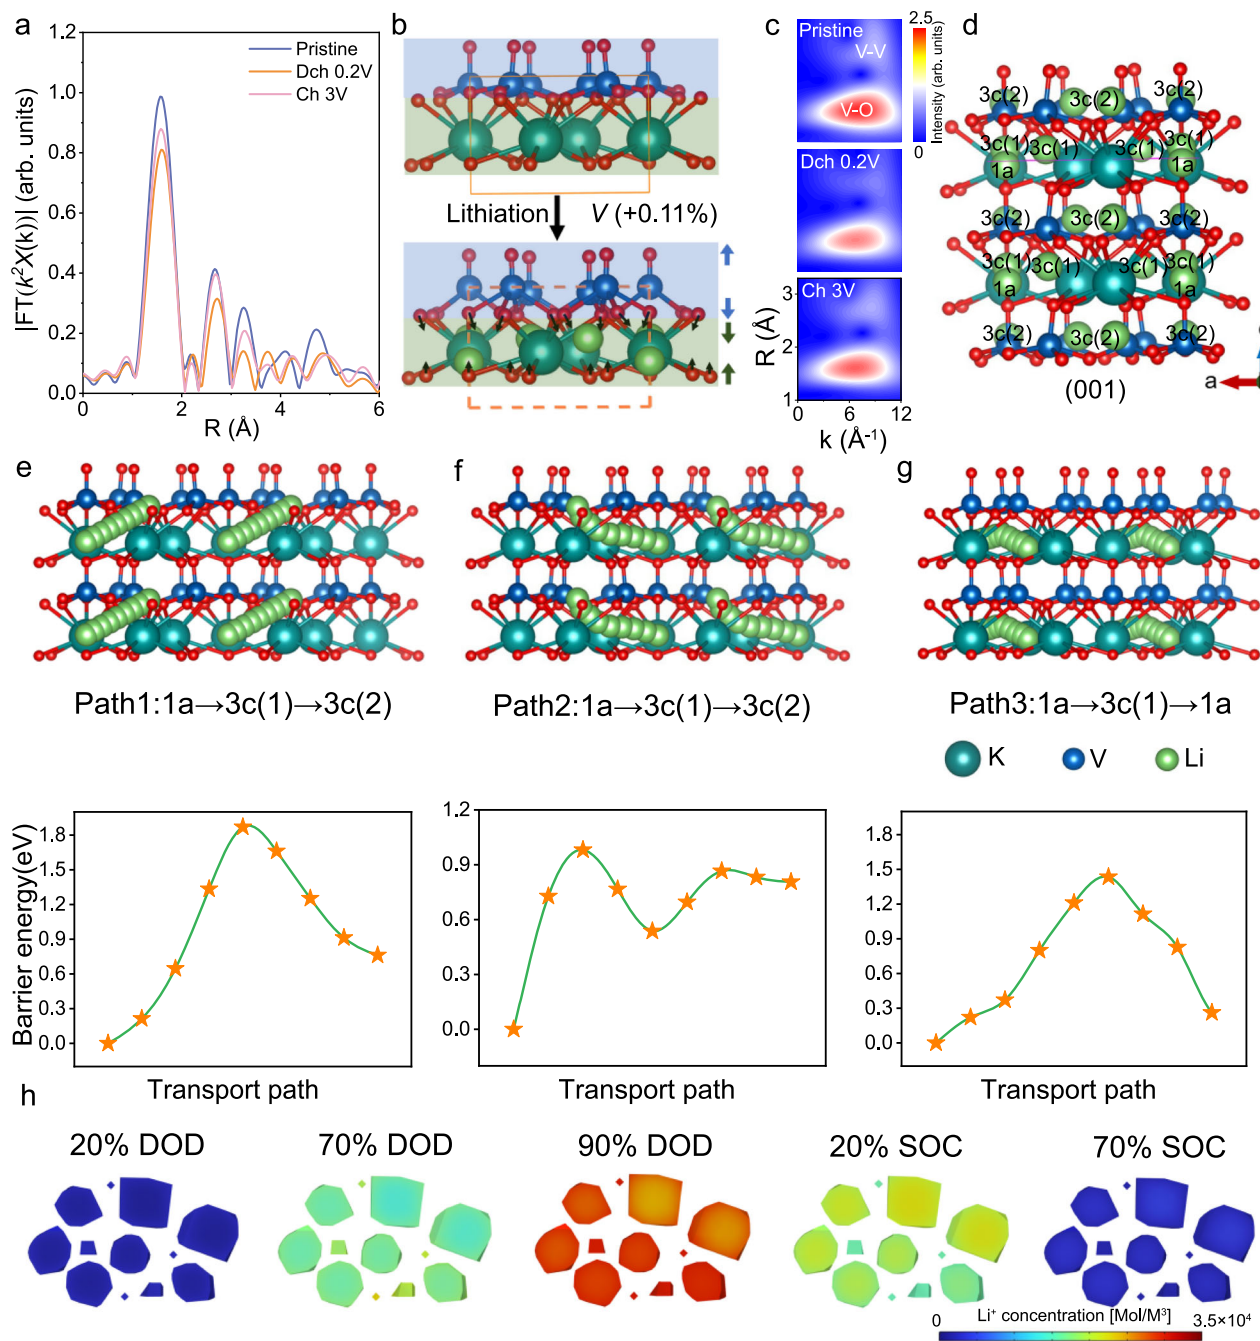 a
1.2
1.0
0.8
0.6
0.4
0.2
0.0
|FT(k²X(k))| (arb. units)
0 2 4 6
R (Å)
Pristine
Dch 0.2V
Ch 3V
b
Lithiation
V (+0.11%)
c
Pristine
V-V
V-O
Dch 0.2V
Ch 3V
3
2
1
R (Å)
0 6 12
k (Å⁻¹)
2.5
0
Intensity (arb. units)
d
3c(2) 3c(2) 3c(2)
3c(1) 3c(1) 3c(1) 3c(1)
1a 1a
3c(2) 3c(2) 3c(2)
3c(1) 3c(1) 3c(1) 3c(1)
1a 1a
3c(2) 3c(2) 3c(2)
(001)
a
e
Path1:1a→3c(1)→3c(2)
f
Path2:1a→3c(1)→3c(2)
g
Path3:1a→3c(1)→1a
K V Li
Barrier energy(eV)
1.8
1.5
1.2
0.9
0.6
0.3
0.0
Transport path
1.2
0.9
0.6
0.3
0.0
Transport path
1.8
1.5
1.2
0.9
0.6
0.3
0.0
Transport path
h
20% DOD
70% DOD
90% DOD
20% SOC
70% SOC
0 Li⁺ concentration [Mol/M³] 3.5×10⁴